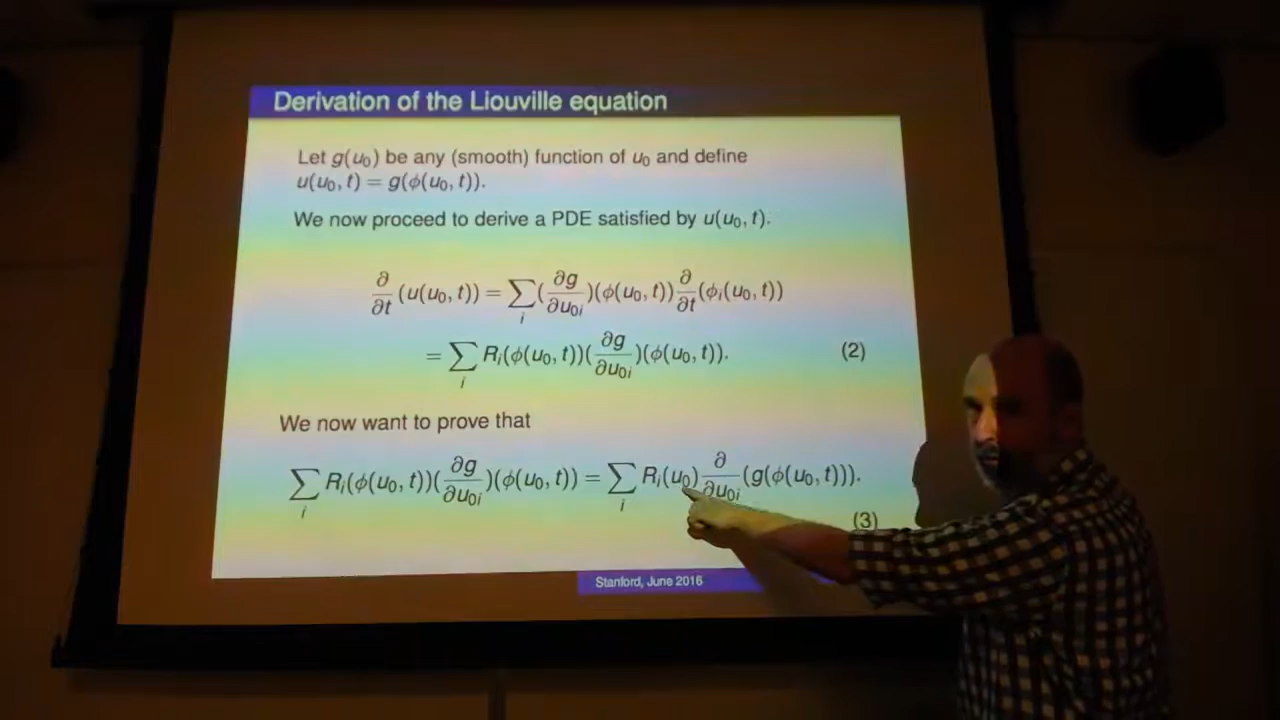 Derivation of the Liouville equation
Let g(u₀) be any (smooth) function of u₀ and define
u(u₀, t) = g(ϕ(u₀, t)).
We now proceed to derive a PDE satisfied by u(u₀, t).
∂/∂t (u(u₀, t)) = ∑ᵢ (∂g/∂u₀ᵢ)(ϕ(u₀, t)) ∂/∂t (ϕᵢ(u₀, t))
= ∑ᵢ Rᵢ(ϕ(u₀, t))(∂g/∂u₀ᵢ)(ϕ(u₀, t)). (2)
We now want to prove that
∑ᵢ Rᵢ(ϕ(u₀, t))(∂g/∂u₀ᵢ)(ϕ(u₀, t)) = ∑ᵢ Rᵢ(u₀) ∂/∂u₀ᵢ (g(ϕ(u₀, t))).
(3)
Stanford, June 2016